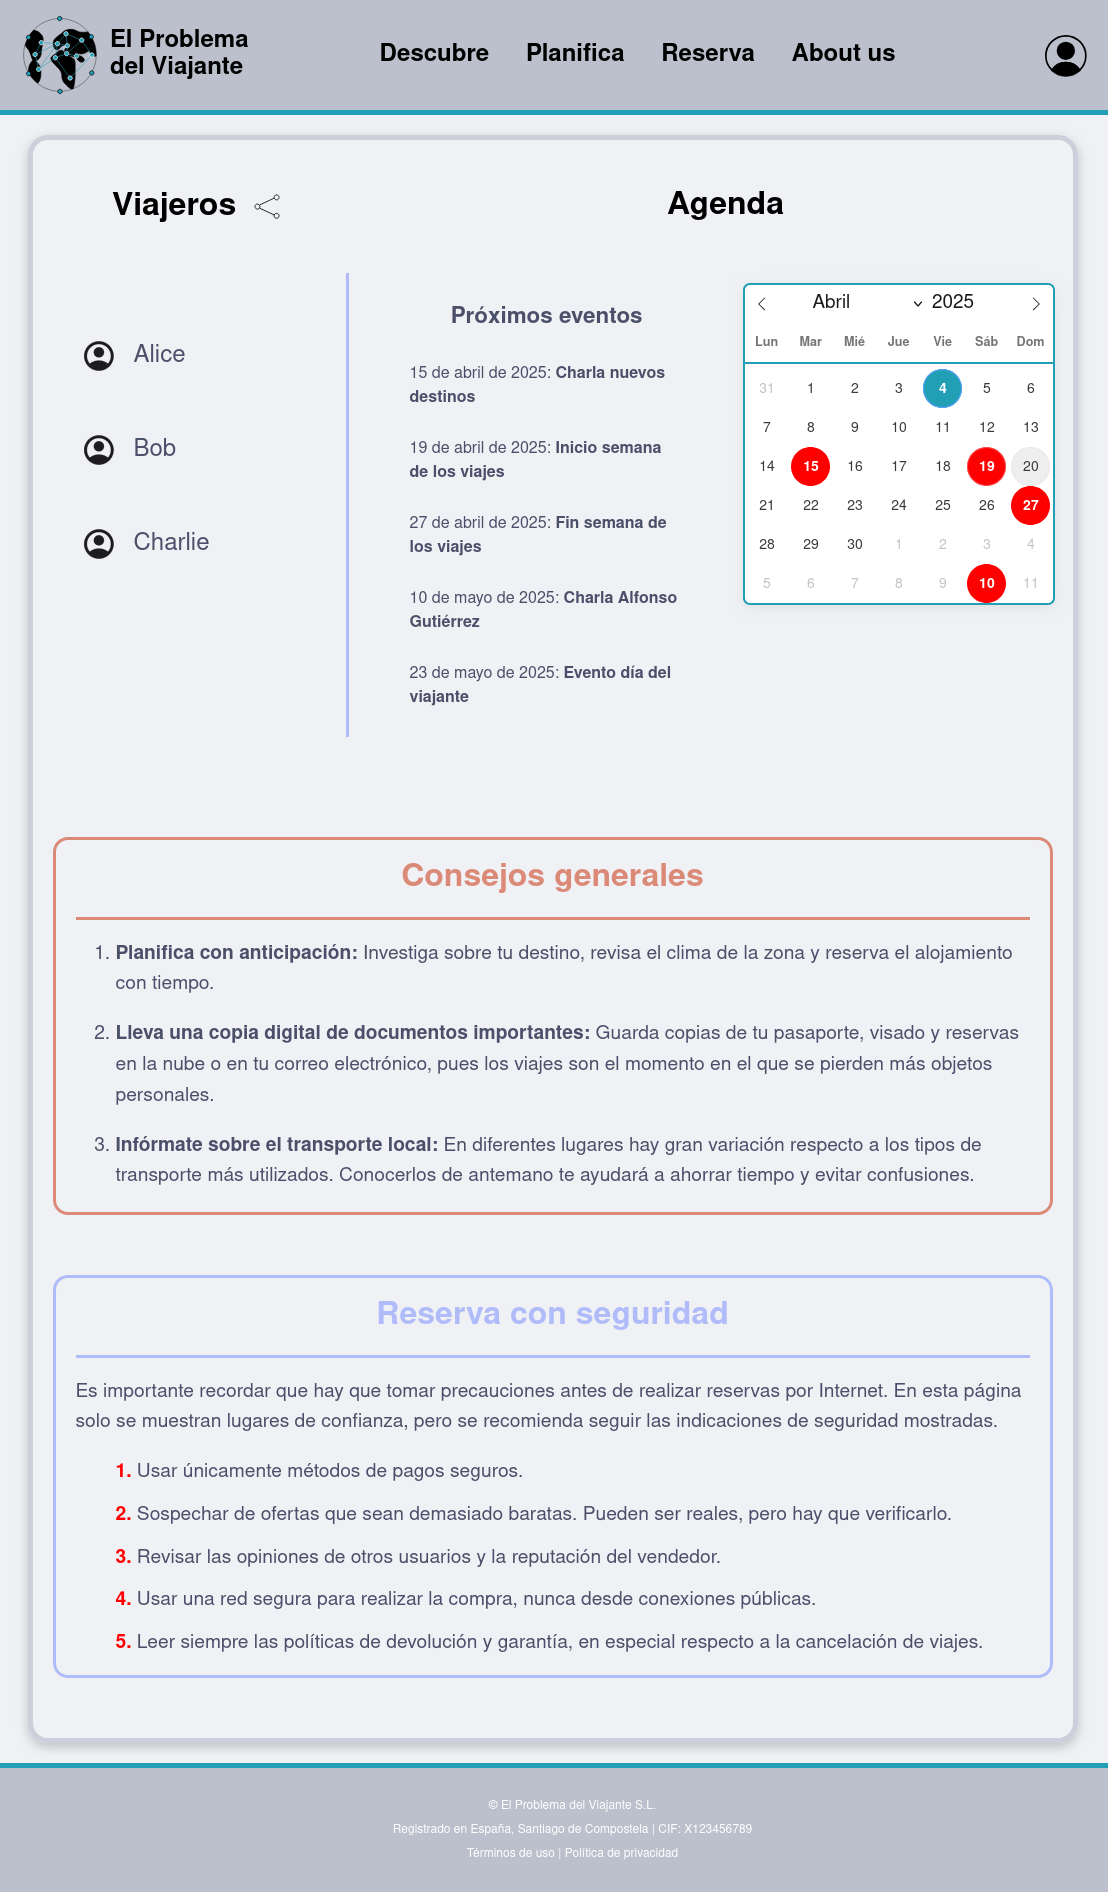 El Problema
del Viajante
Descubre Planifica Reserva About us
Viajeros
Alice
Bob
Charlie
Agenda
Próximos eventos
15 de abril de 2025: Charla nuevos
destinos
19 de abril de 2025: Inicio semana
de los viajes
27 de abril de 2025: Fin semana de
los viajes
10 de mayo de 2025: Charla Alfonso
Gutiérrez
23 de mayo de 2025: Evento día del
viajante
Abril 2025
Lun Mar Mié Jue Vie Sáb Dom
31 1 2 3 4 5 6
7 8 9 10 11 12 13
14 15 16 17 18 19 20
21 22 23 24 25 26 27
28 29 30 1 2 3 4
5 6 7 8 9 10 11
Consejos generales
1. Planifica con anticipación: Investiga sobre tu destino, revisa el clima de la zona y reserva el alojamiento
con tiempo.
2. Lleva una copia digital de documentos importantes: Guarda copias de tu pasaporte, visado y reservas
en la nube o en tu correo electrónico, pues los viajes son el momento en el que se pierden más objetos
personales.
3. Infórmate sobre el transporte local: En diferentes lugares hay gran variación respecto a los tipos de
transporte más utilizados. Conocerlos de antemano te ayudará a ahorrar tiempo y evitar confusiones.
Reserva con seguridad
Es importante recordar que hay que tomar precauciones antes de realizar reservas por Internet. En esta página
solo se muestran lugares de confianza, pero se recomienda seguir las indicaciones de seguridad mostradas.
1. Usar únicamente métodos de pagos seguros.
2. Sospechar de ofertas que sean demasiado baratas. Pueden ser reales, pero hay que verificarlo.
3. Revisar las opiniones de otros usuarios y la reputación del vendedor.
4. Usar una red segura para realizar la compra, nunca desde conexiones públicas.
5. Leer siempre las políticas de devolución y garantía, en especial respecto a la cancelación de viajes.
© El Problema del Viajante S.L.
Registrado en España, Santiago de Compostela | CIF: X123456789
Términos de uso | Política de privacidad